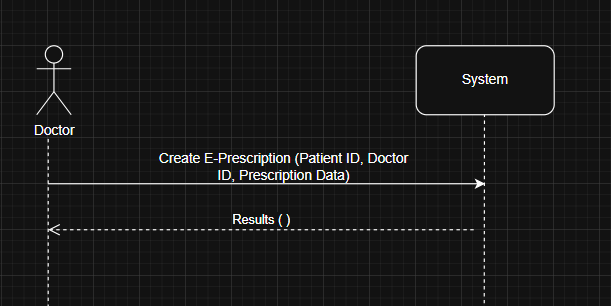 System
Doctor
Create E-Prescription (Patient ID, Doctor
ID, Prescription Data)
Results ( )